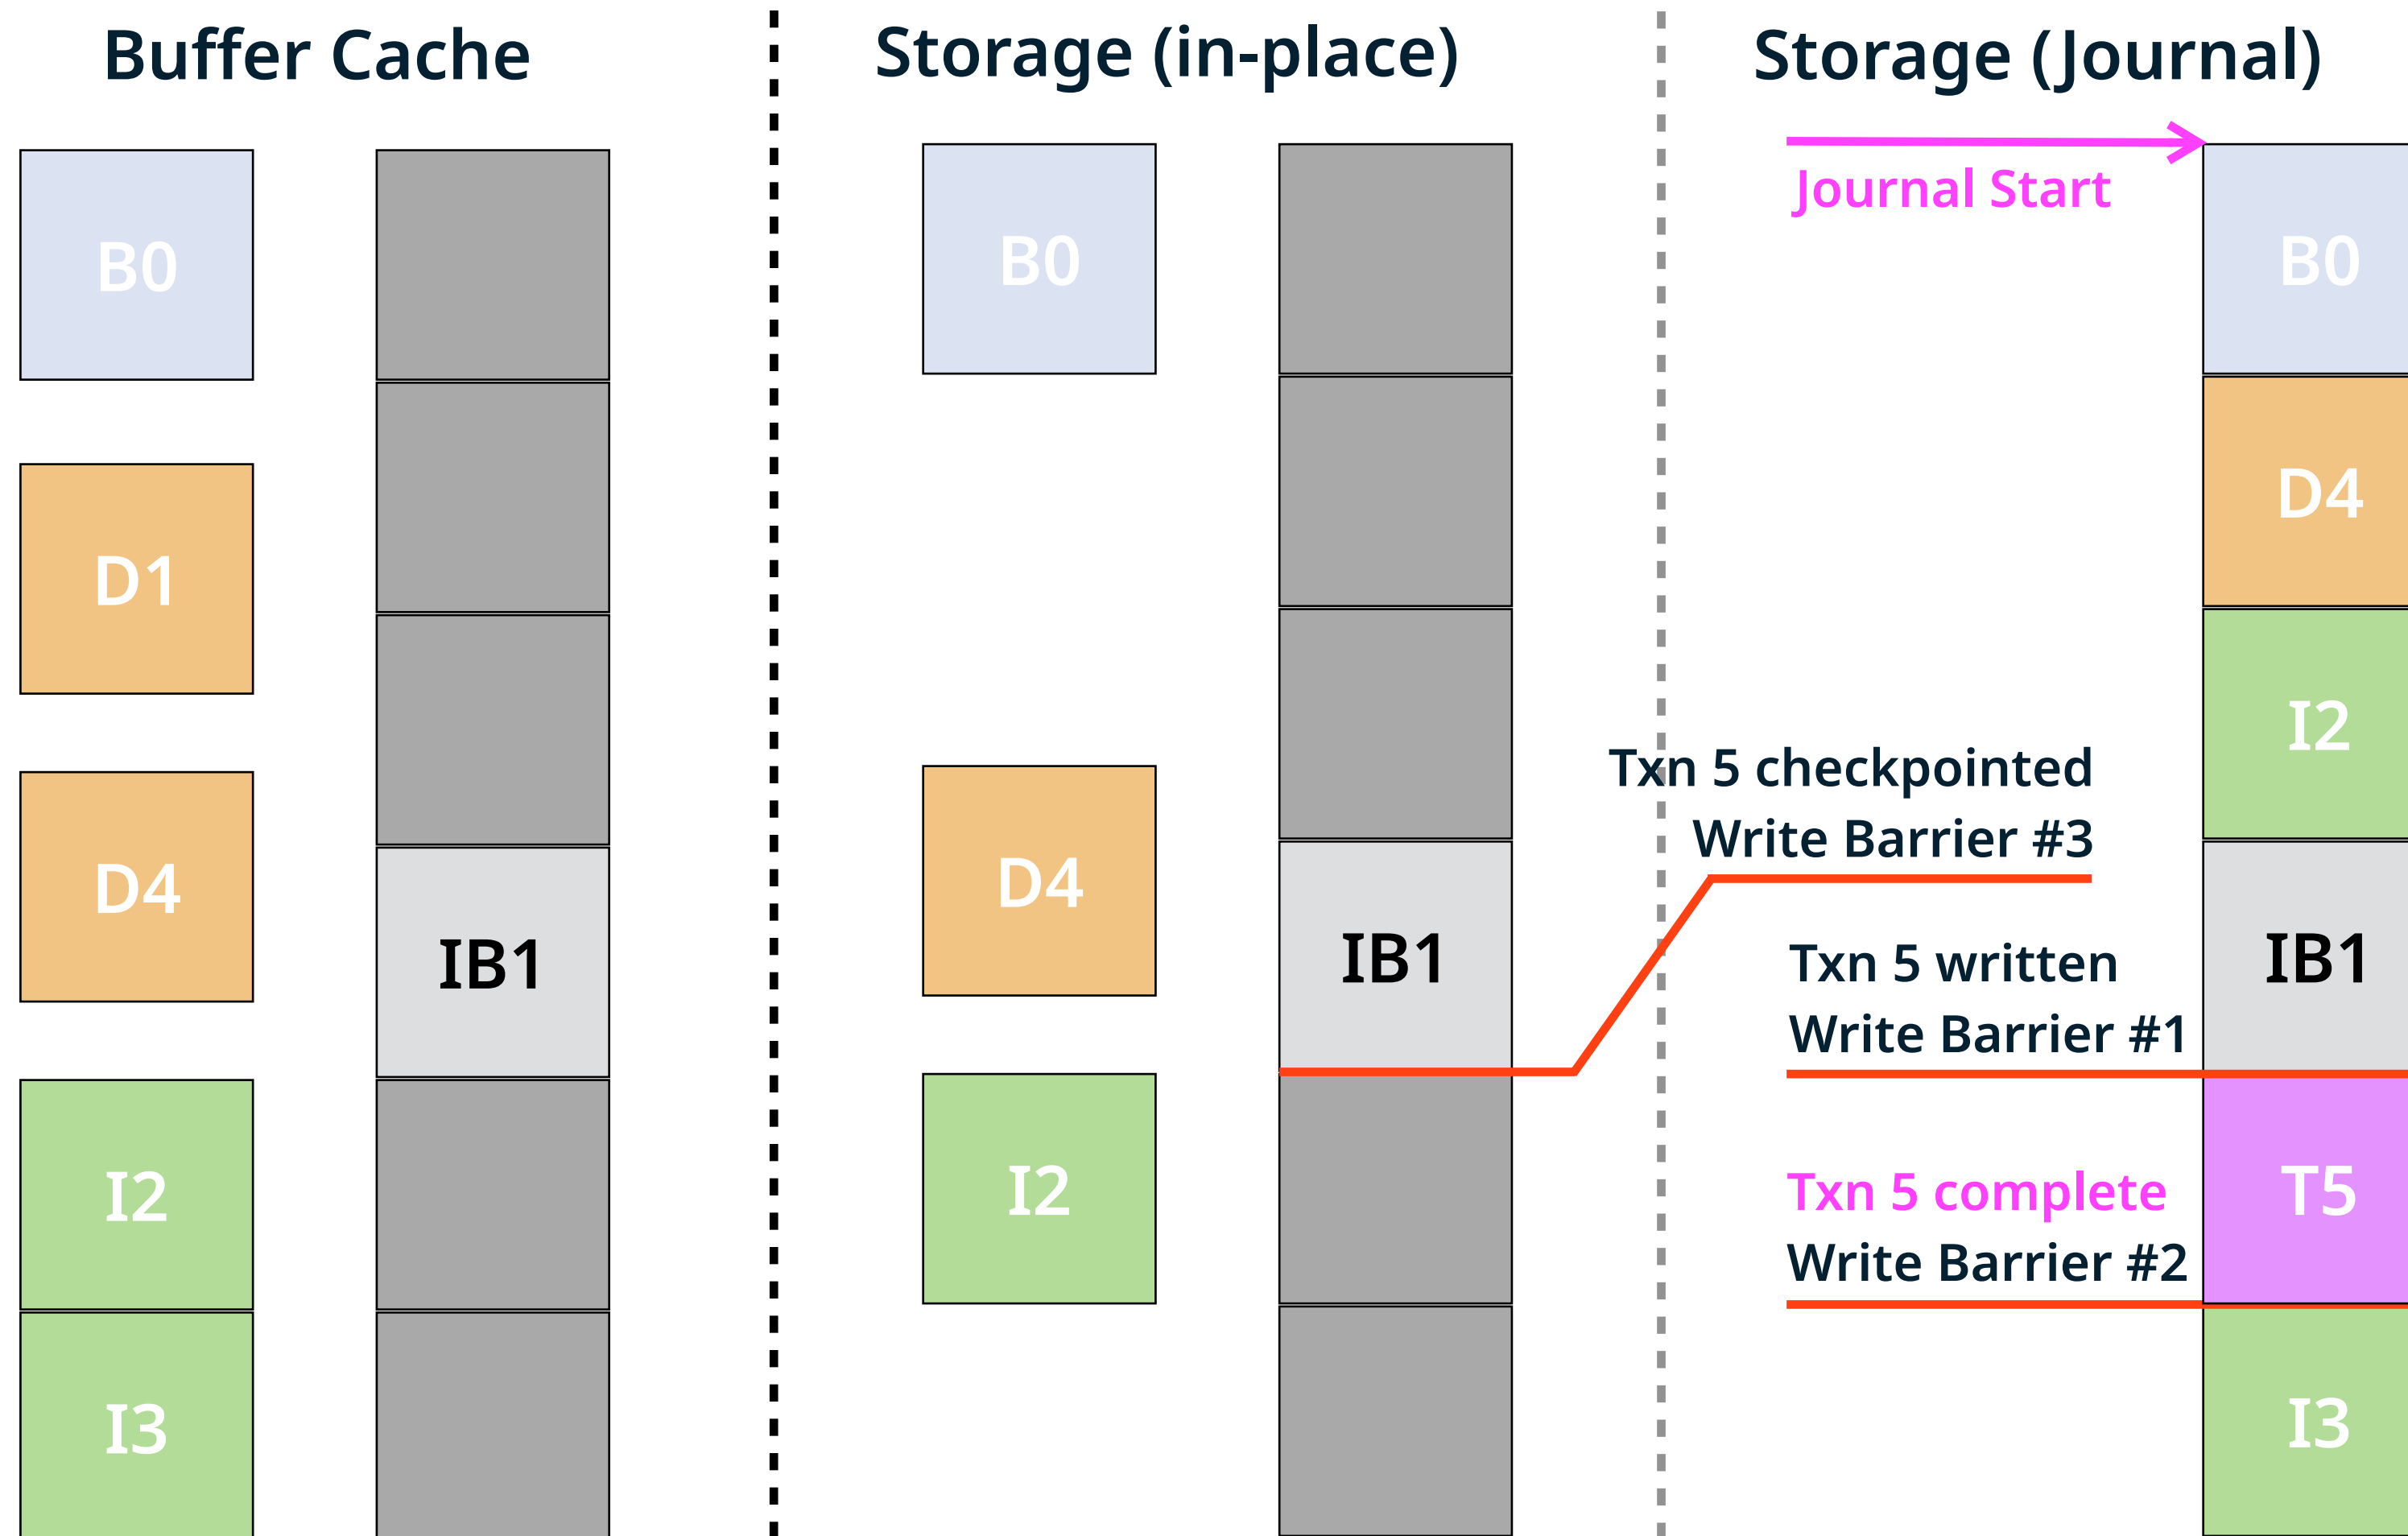 Buffer Cache
B0
D1
D4
I2
I3
IB1
Storage (in-place)
B0
D4
I2
IB1
Storage (Journal)
Journal Start
Txn 5 checkpointed
Write Barrier #3
Txn 5 written
Write Barrier #1
Txn 5 complete
Write Barrier #2
B0
D4
I2
IB1
T5
I3